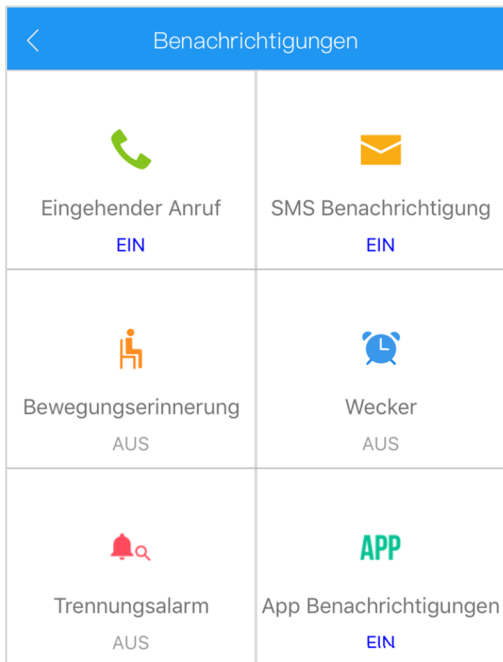 Benachrichtigungen
Eingehender Anruf
EIN
SMS Benachrichtigung
EIN
Bewegungserinnerung
AUS
Wecker
AUS
Trennungsalarm
AUS
APP
App Benachrichtigungen
EIN